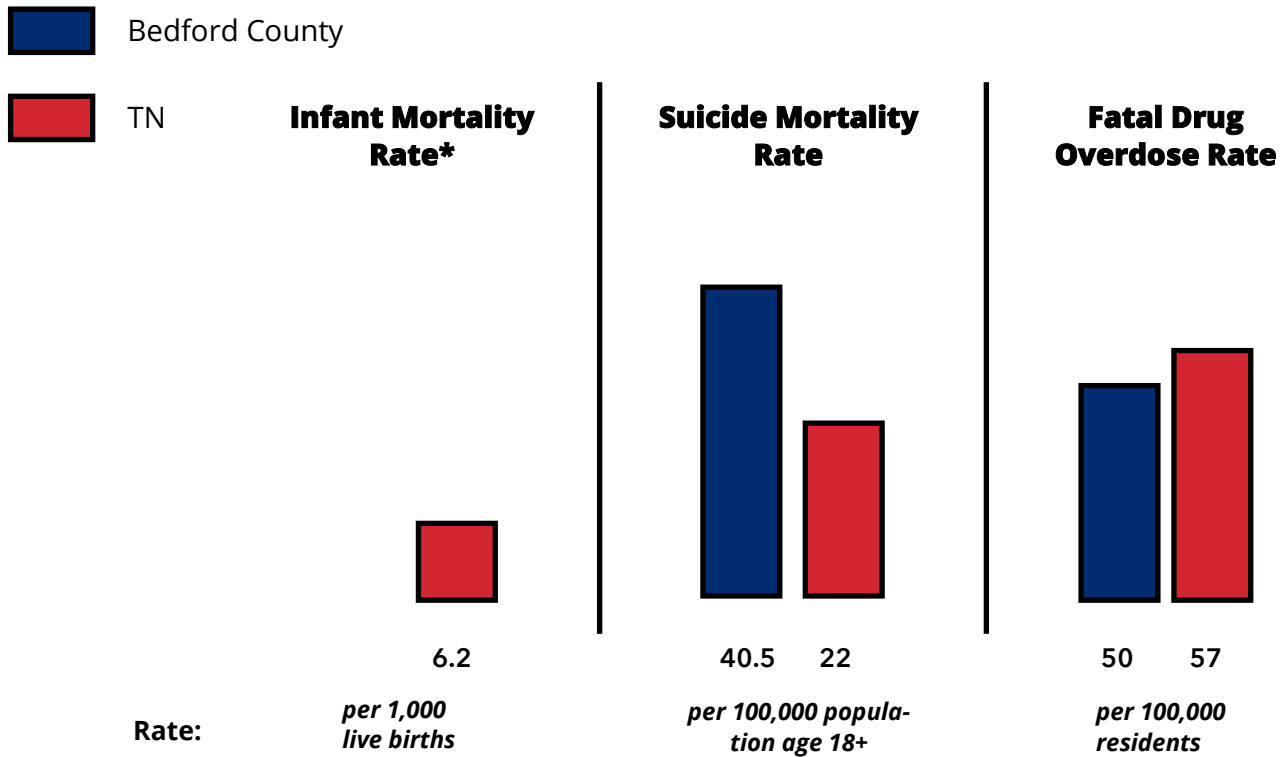 Bedford County
TN
Infant Mortality
Rate*
Suicide Mortality
Rate
Fatal Drug
Overdose Rate
6.2
40.5 22
50 57
Rate:
per 1,000
live births
per 100,000 popula-
tion age 18+
per 100,000
residents